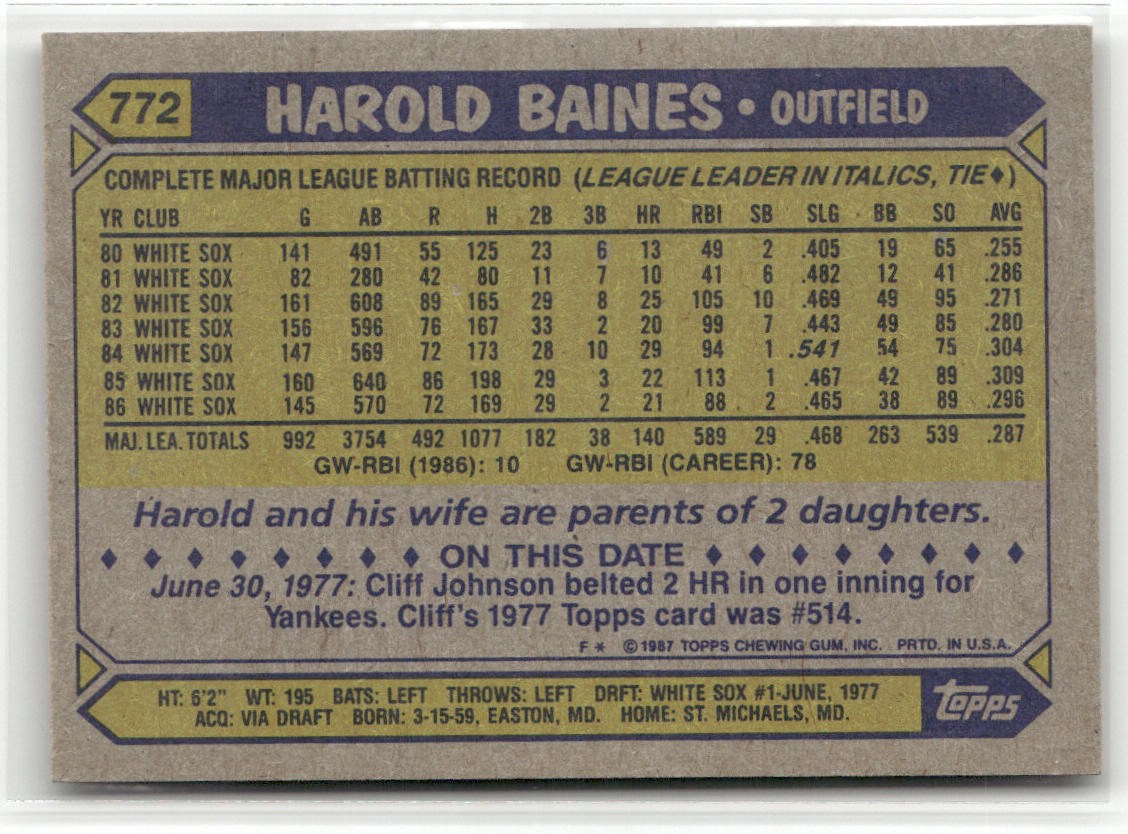 772 HAROLD BAINES • OUTFIELD
COMPLETE MAJOR LEAGUE BATTING RECORD (LEAGUE LEADER IN ITALICS, TIE♦)
YR CLUB G AB R H 2B 3B HR RBI SB SLG BB SO AVG
80 WHITE SOX 141 491 55 125 23 6 13 49 2 .405 19 65 .255
81 WHITE SOX 82 280 42 80 11 7 10 41 6 .482 12 41 .286
82 WHITE SOX 161 608 89 165 29 8 25 105 10 .469 49 95 .271
83 WHITE SOX 156 596 76 167 33 2 20 99 7 .443 49 85 .280
84 WHITE SOX 147 569 72 173 28 10 29 94 1 .541 54 75 .304
85 WHITE SOX 160 640 86 198 29 3 22 113 1 .467 42 89 .309
86 WHITE SOX 145 570 72 169 29 2 21 88 2 .465 38 89 .296
MAJ. LEA. TOTALS 992 3754 492 1077 182 38 140 589 29 .468 263 539 .287
GW-RBI (1986): 10 GW-RBI (CAREER): 78
Harold and his wife are parents of 2 daughters.
♦ ♦ ♦ ♦ ♦ ♦ ♦ ♦ ON THIS DATE ♦ ♦ ♦ ♦ ♦ ♦ ♦ ♦
June 30, 1977: Cliff Johnson belted 2 HR in one inning for
Yankees. Cliff's 1977 Topps card was #514.
F * © 1987 TOPPS CHEWING GUM, INC. PRTD. IN U.S.A.
HT: 6'2" WT: 195 BATS: LEFT THROWS: LEFT DRFT: WHITE SOX #1-JUNE, 1977
ACQ: VIA DRAFT BORN: 3-15-59, EASTON, MD. HOME: ST. MICHAELS, MD.
Topps